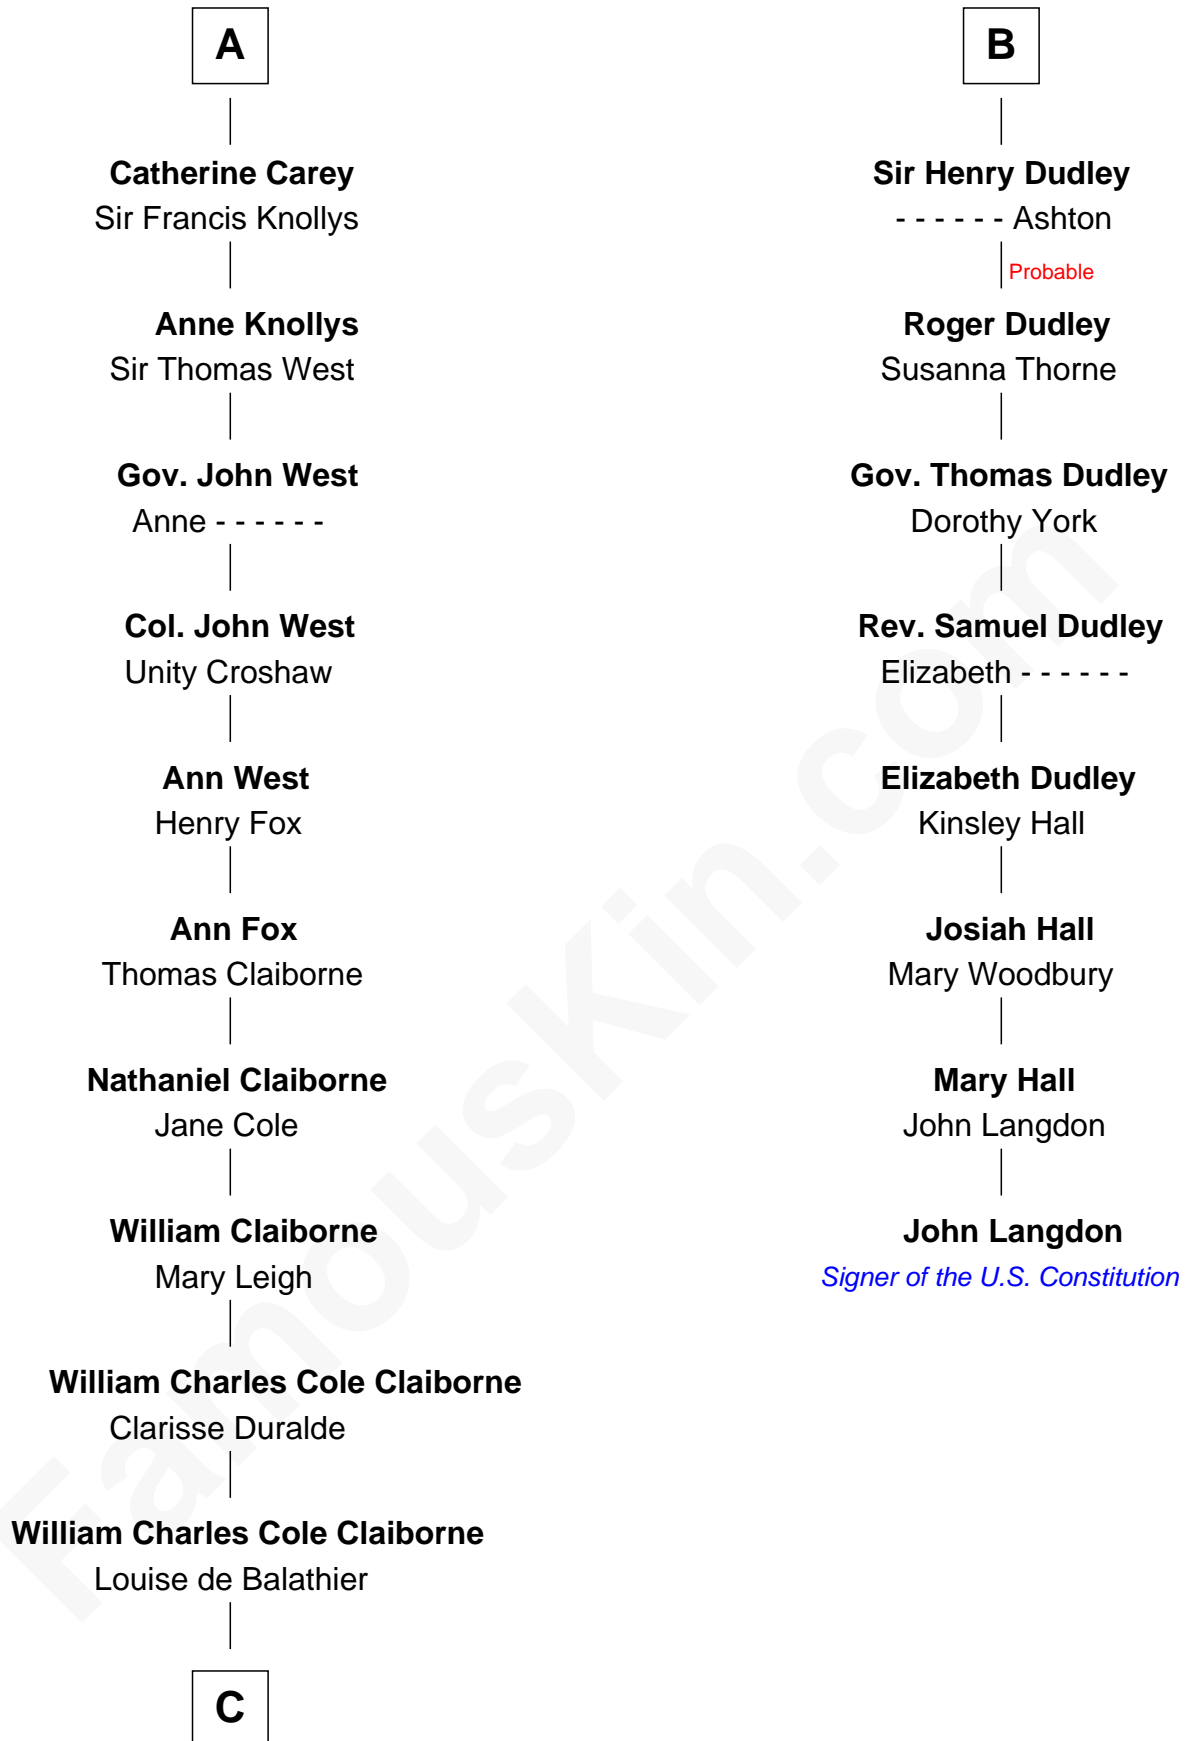 A
Catherine Carey
Sir Francis Knollys
Anne Knollys
Sir Thomas West
Gov. John West
Anne - - - - - -
Col. John West
Unity Croshaw
Ann West
Henry Fox
Ann Fox
Thomas Claiborne
Nathaniel Claiborne
Jane Cole
William Claiborne
Mary Leigh
William Charles Cole Claiborne
Clarisse Duralde
William Charles Cole Claiborne
Louise de Balathier
C
B
Sir Henry Dudley
- - - - - - Ashton
Probable
Roger Dudley
Susanna Thorne
Gov. Thomas Dudley
Dorothy York
Rev. Samuel Dudley
Elizabeth - - - - - -
Elizabeth Dudley
Kinsley Hall
Josiah Hall
Mary Woodbury
Mary Hall
John Langdon
John Langdon
Signer of the U.S. Constitution
FamousKin.com